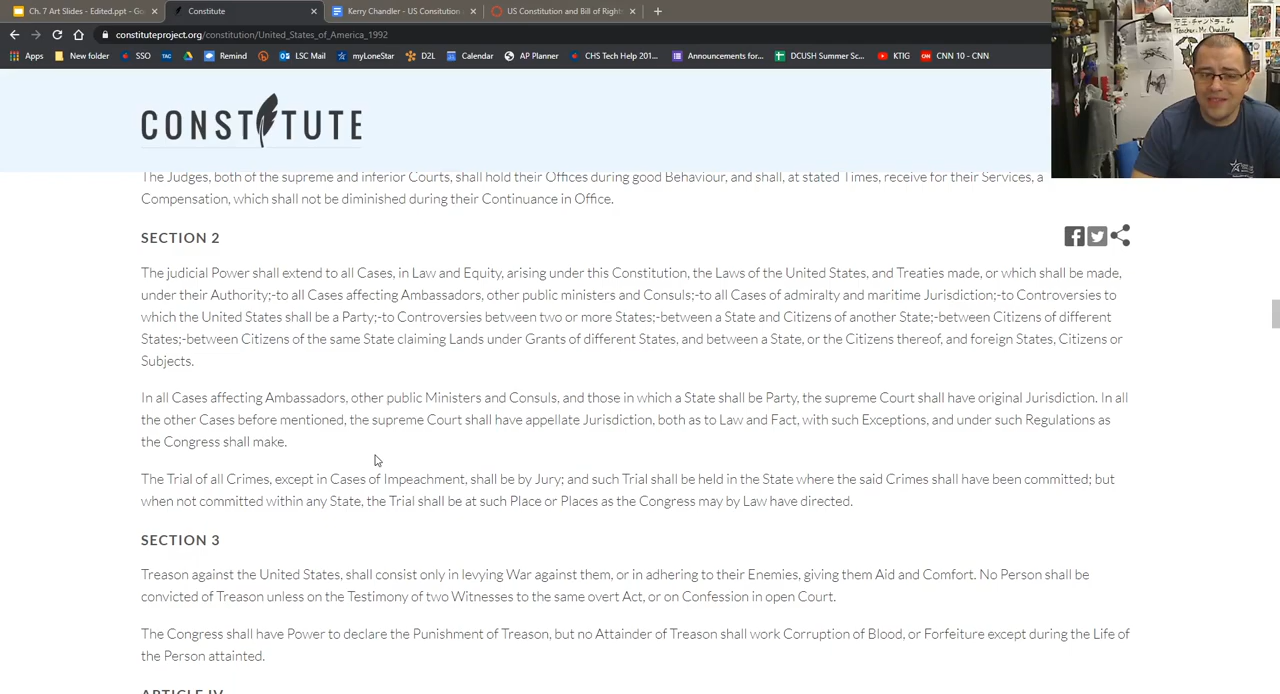 Ch. 7 Art Slides - Edited.ppt - Go
Constitute
Kerry Chandler - US Consitution
US Constitution and Bill of Right
constituteproject.org/constitution/United_States_of_America_1992
Apps
New folder
SSO
TAC
Remind
LSC Mail
myLoneStar
D2L
Calendar
AP Planner
CHS Tech Help 201...
Announcements for...
DCUSH Summer Sc...
KTIG
CNN 10 - CNN
Teacher: Mr. Chandler
CONSTITUTE
The Judges, both of the supreme and inferior Courts, shall hold their Offices during good Behaviour, and shall, at stated Times, receive for their Services, a
Compensation, which shall not be diminished during their Continuance in Office.
SECTION 2
The judicial Power shall extend to all Cases, in Law and Equity, arising under this Constitution, the Laws of the United States, and Treaties made, or which shall be made,
under their Authority;-to all Cases affecting Ambassadors, other public ministers and Consuls;-to all Cases of admiralty and maritime Jurisdiction;-to Controversies to
which the United States shall be a Party;-to Controversies between two or more States;-between a State and Citizens of another State;-between Citizens of different
States;-between Citizens of the same State claiming Lands under Grants of different States, and between a State, or the Citizens thereof, and foreign States, Citizens or
Subjects.
In all Cases affecting Ambassadors, other public Ministers and Consuls, and those in which a State shall be Party, the supreme Court shall have original Jurisdiction. In all
the other Cases before mentioned, the supreme Court shall have appellate Jurisdiction, both as to Law and Fact, with such Exceptions, and under such Regulations as
the Congress shall make.
The Trial of all Crimes, except in Cases of Impeachment, shall be by Jury; and such Trial shall be held in the State where the said Crimes shall have been committed; but
when not committed within any State, the Trial shall be at such Place or Places as the Congress may by Law have directed.
SECTION 3
Treason against the United States, shall consist only in levying War against them, or in adhering to their Enemies, giving them Aid and Comfort. No Person shall be
convicted of Treason unless on the Testimony of two Witnesses to the same overt Act, or on Confession in open Court.
The Congress shall have Power to declare the Punishment of Treason, but no Attainder of Treason shall work Corruption of Blood, or Forfeiture except during the Life of
the Person attainted.
ARTICLE IV